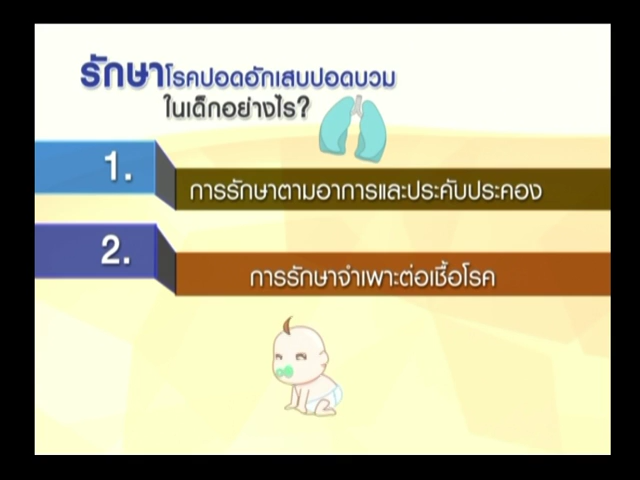 รักษาโรคปอดอักเสบปอดบวม
ในเด็กอย่างไร?
1.
การรักษาตามอาการและประคับประคอง
2.
การรักษาจำเพาะต่อเชื้อโรค